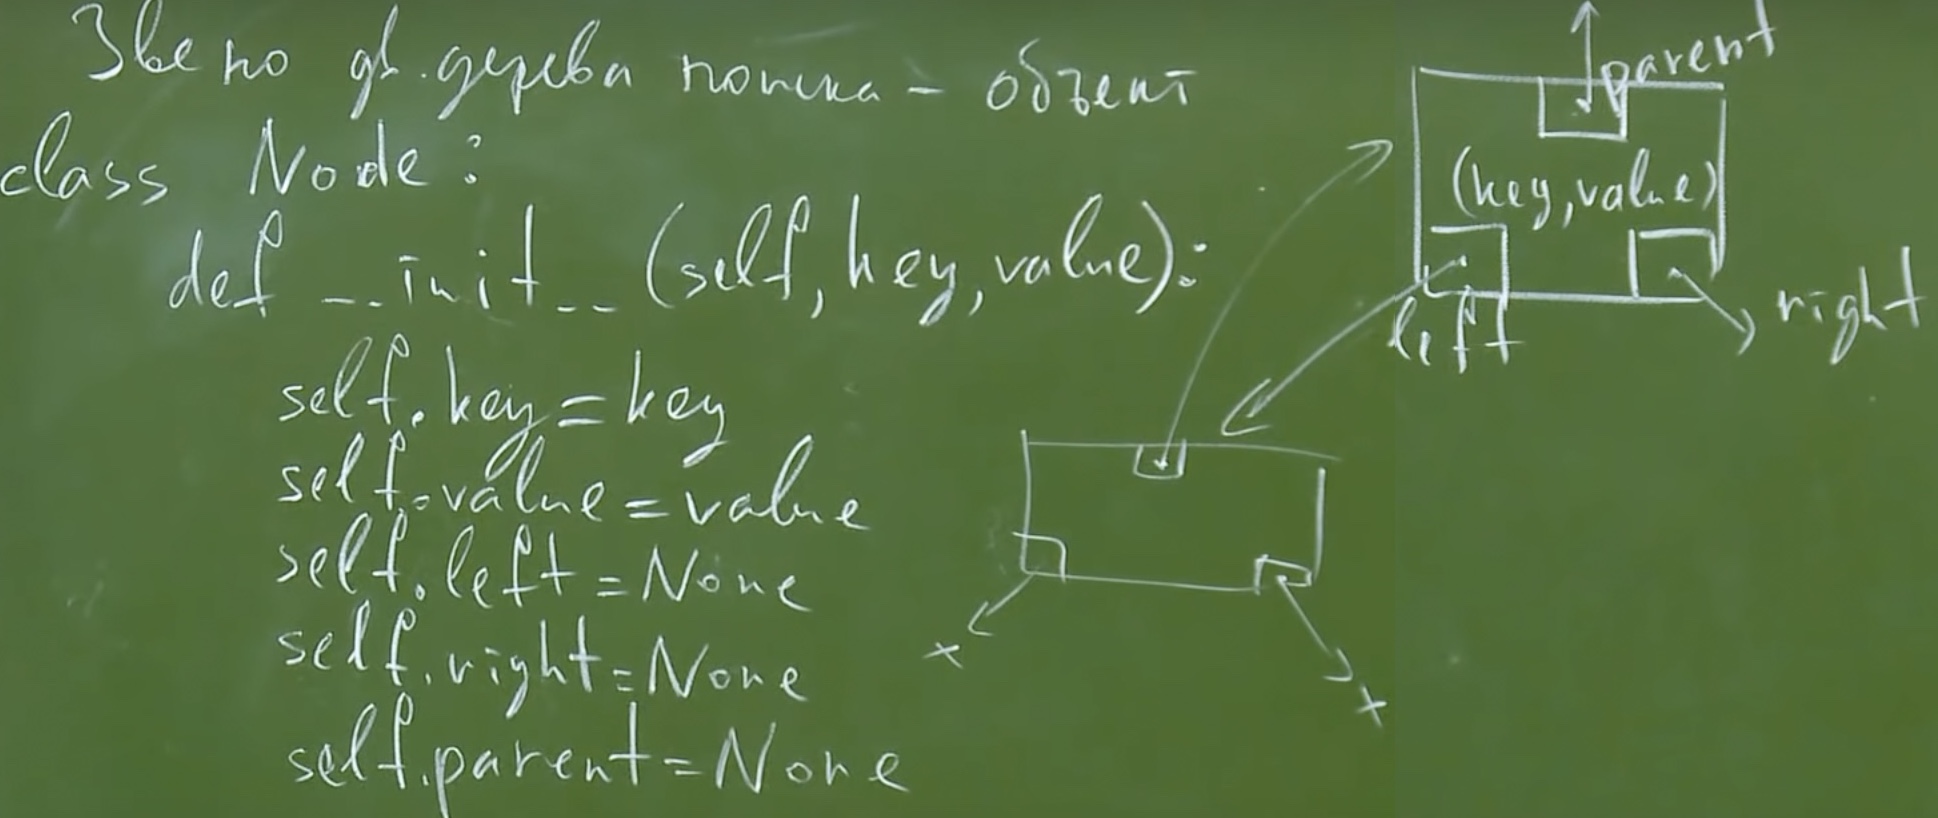 Звено дв. дерева поиска – объект
class Node:
def __init__ (self, key, value):
self.key = key
self.value = value
self.left = None
self.right = None
self.parent = None
parent
(key, value)
left
right
×
×